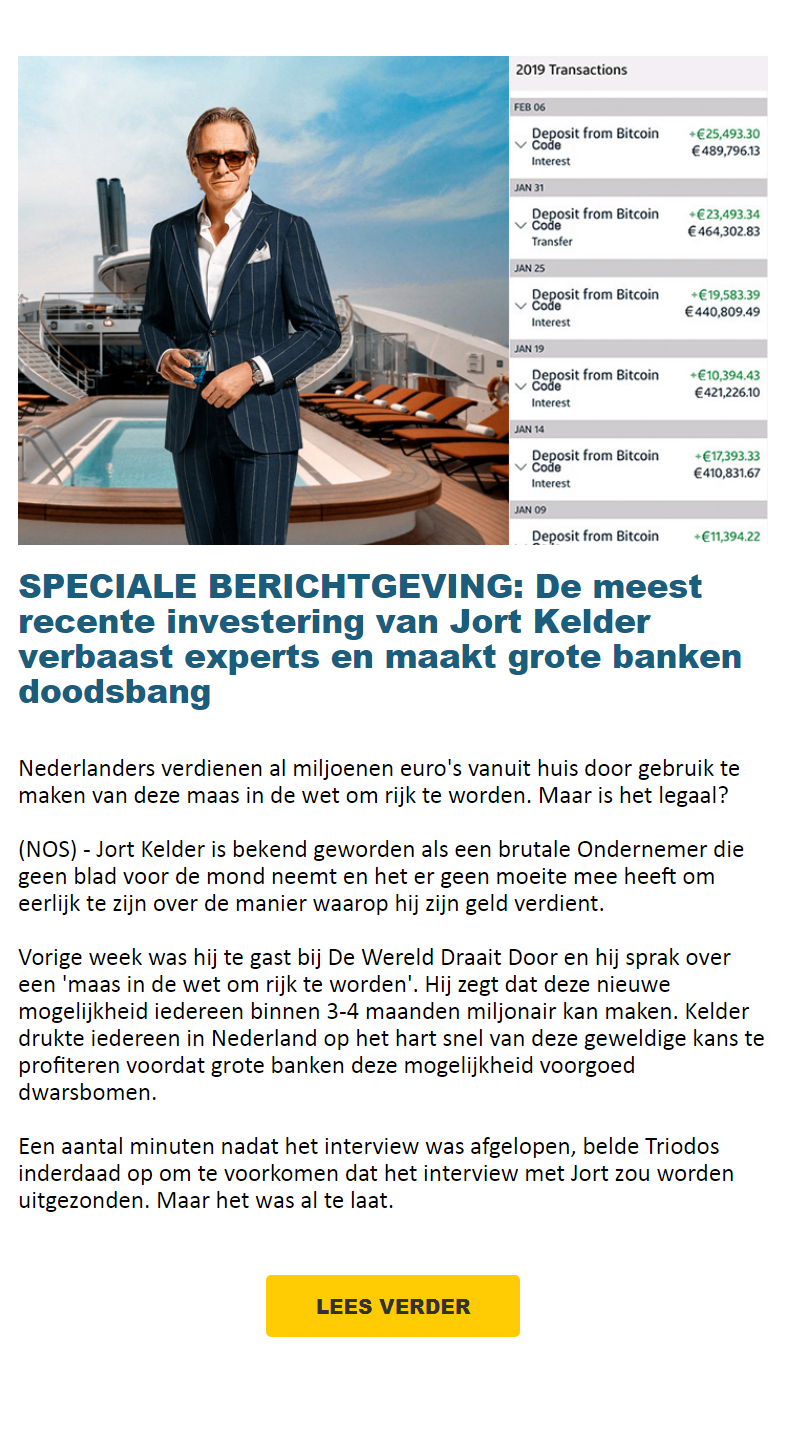 2019 Transactions
FEB 06
Deposit from Bitcoin
Code
Interest
+€25,493.30
€489,796.13
JAN 31
Deposit from Bitcoin
Code
Transfer
+€23,493.34
€464,302.83
JAN 25
Deposit from Bitcoin
Code
Interest
+€19,583.39
€440,809.49
JAN 19
Deposit from Bitcoin
Code
Interest
+€10,394.43
€421,226.10
JAN 14
Deposit from Bitcoin
Code
Interest
+€17,393.33
€410,831.67
JAN 09
Deposit from Bitcoin
+€11,394.22
SPECIALE BERICHTGEVING: De meest
recente investering van Jort Kelder
verbaast experts en maakt grote banken
doodsbang
Nederlanders verdienen al miljoenen euro's vanuit huis door gebruik te
maken van deze maas in de wet om rijk te worden. Maar is het legaal?
(NOS) - Jort Kelder is bekend geworden als een brutale Ondernemer die
geen blad voor de mond neemt en het er geen moeite mee heeft om
eerlijk te zijn over de manier waarop hij zijn geld verdient.
Vorige week was hij te gast bij De Wereld Draait Door en hij sprak over
een 'maas in de wet om rijk te worden'. Hij zegt dat deze nieuwe
mogelijkheid iedereen binnen 3-4 maanden miljonair kan maken. Kelder
drukte iedereen in Nederland op het hart snel van deze geweldige kans te
profiteren voordat grote banken deze mogelijkheid voorgoed
dwarsbomen.
Een aantal minuten nadat het interview was afgelopen, belde Triodos
inderdaad op om te voorkomen dat het interview met Jort zou worden
uitgezonden. Maar het was al te laat.
LEES VERDER